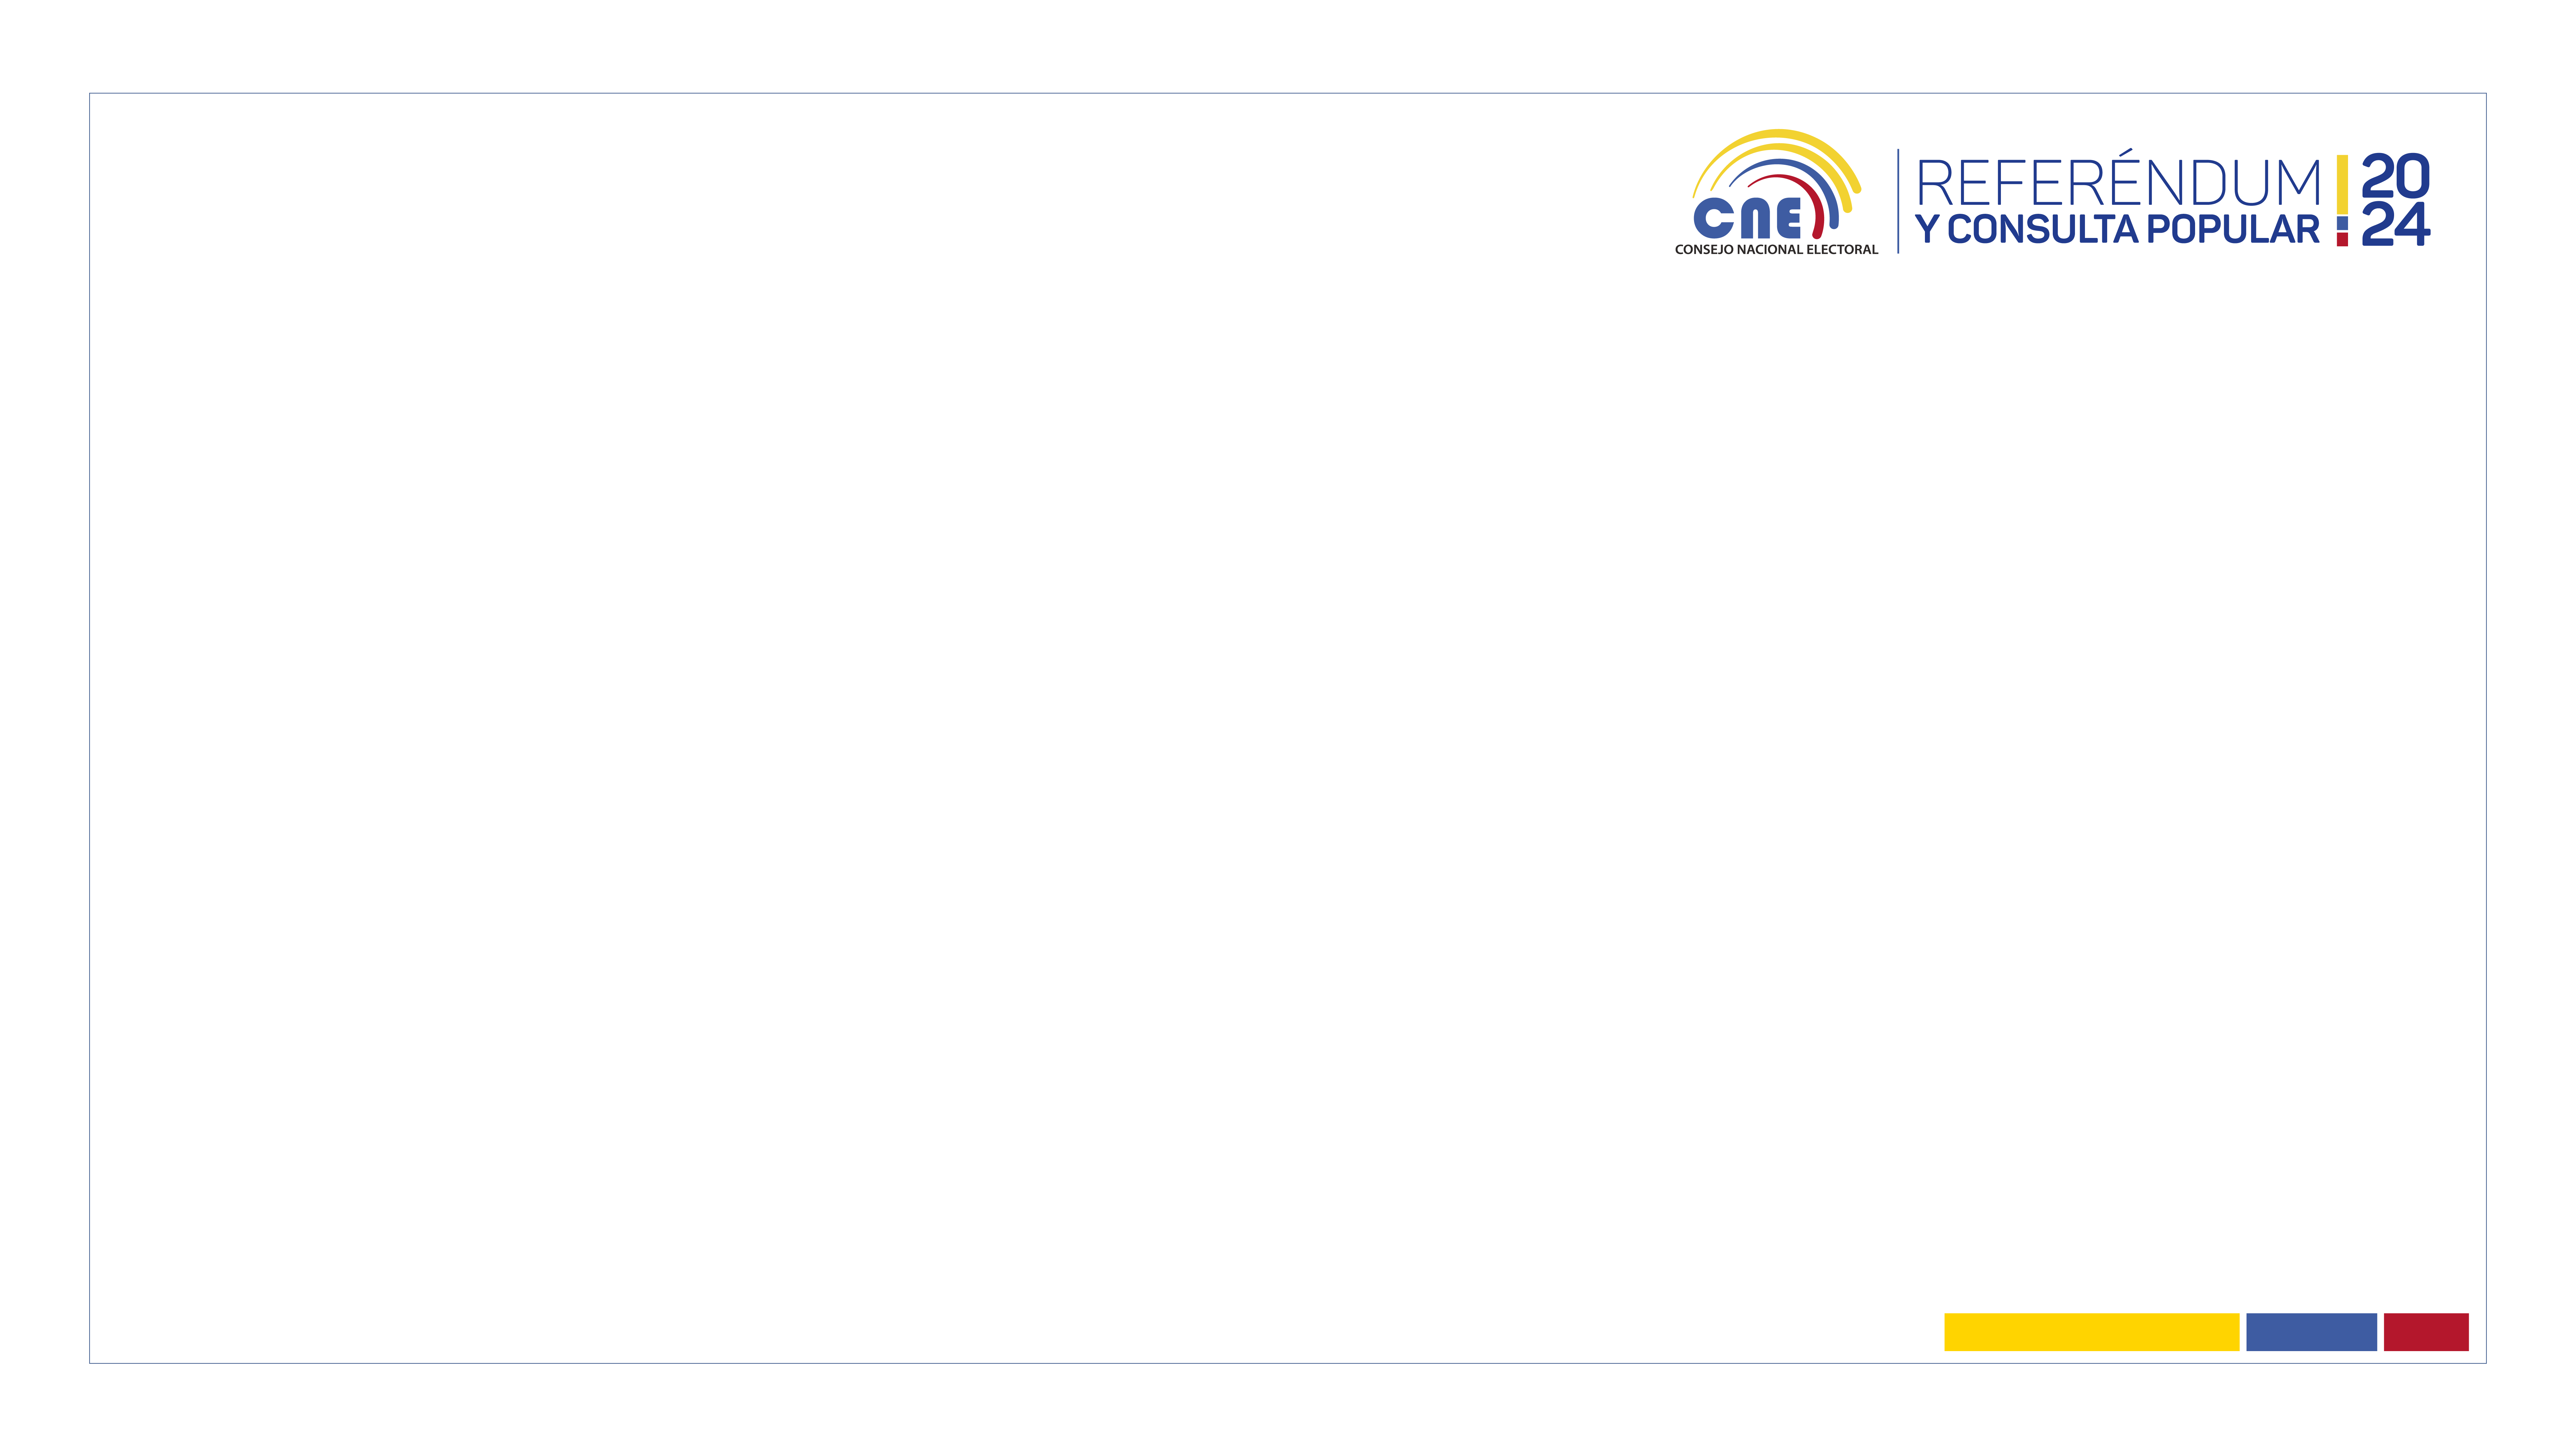 CNE
CONSEJO NACIONAL ELECTORAL
REFERÉNDUM
Y CONSULTA POPULAR
20
24